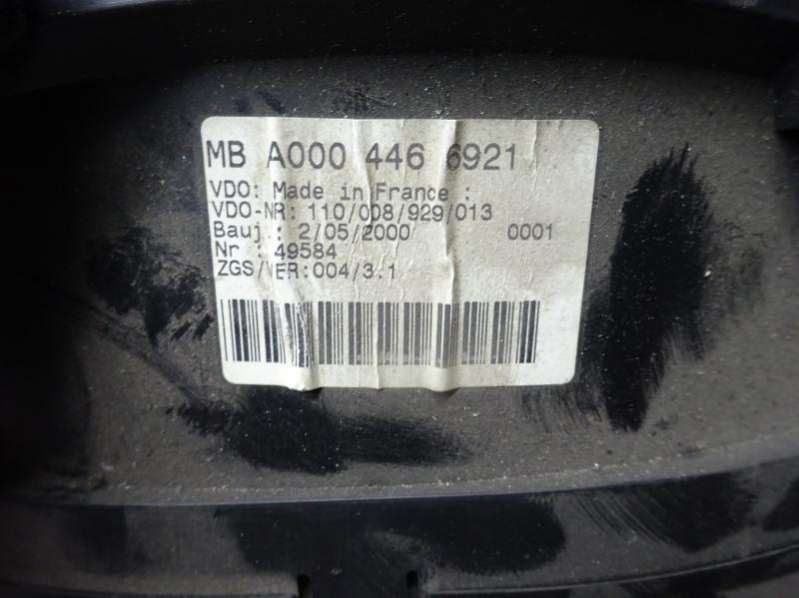 MB A000 446 6921
VDO: Made in France :
VDO-NR: 110/008/929/013
Bauj : 2/05/2000 0001
Nr : 49584
ZGS/VER:004/3.1